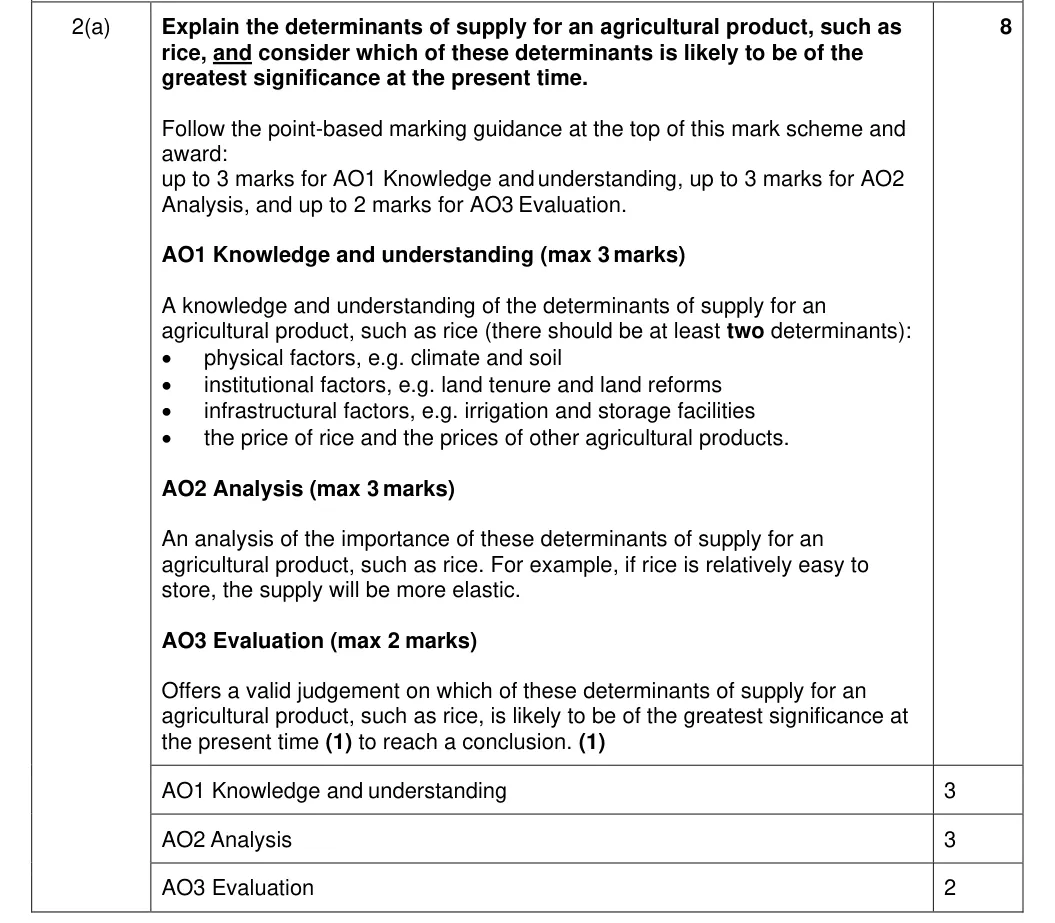 2(a)
Explain the determinants of supply for an agricultural product, such as
rice, and consider which of these determinants is likely to be of the
greatest significance at the present time.
8
Follow the point-based marking guidance at the top of this mark scheme and
award:
up to 3 marks for AO1 Knowledge and understanding, up to 3 marks for AO2
Analysis, and up to 2 marks for AO3 Evaluation.
AO1 Knowledge and understanding (max 3 marks)
A knowledge and understanding of the determinants of supply for an
agricultural product, such as rice (there should be at least two determinants):
• physical factors, e.g. climate and soil
• institutional factors, e.g. land tenure and land reforms
• infrastructural factors, e.g. irrigation and storage facilities
• the price of rice and the prices of other agricultural products.
AO2 Analysis (max 3 marks)
An analysis of the importance of these determinants of supply for an
agricultural product, such as rice. For example, if rice is relatively easy to
store, the supply will be more elastic.
AO3 Evaluation (max 2 marks)
Offers a valid judgement on which of these determinants of supply for an
agricultural product, such as rice, is likely to be of the greatest significance at
the present time (1) to reach a conclusion. (1)
AO1 Knowledge and understanding 3
AO2 Analysis 3
AO3 Evaluation 2